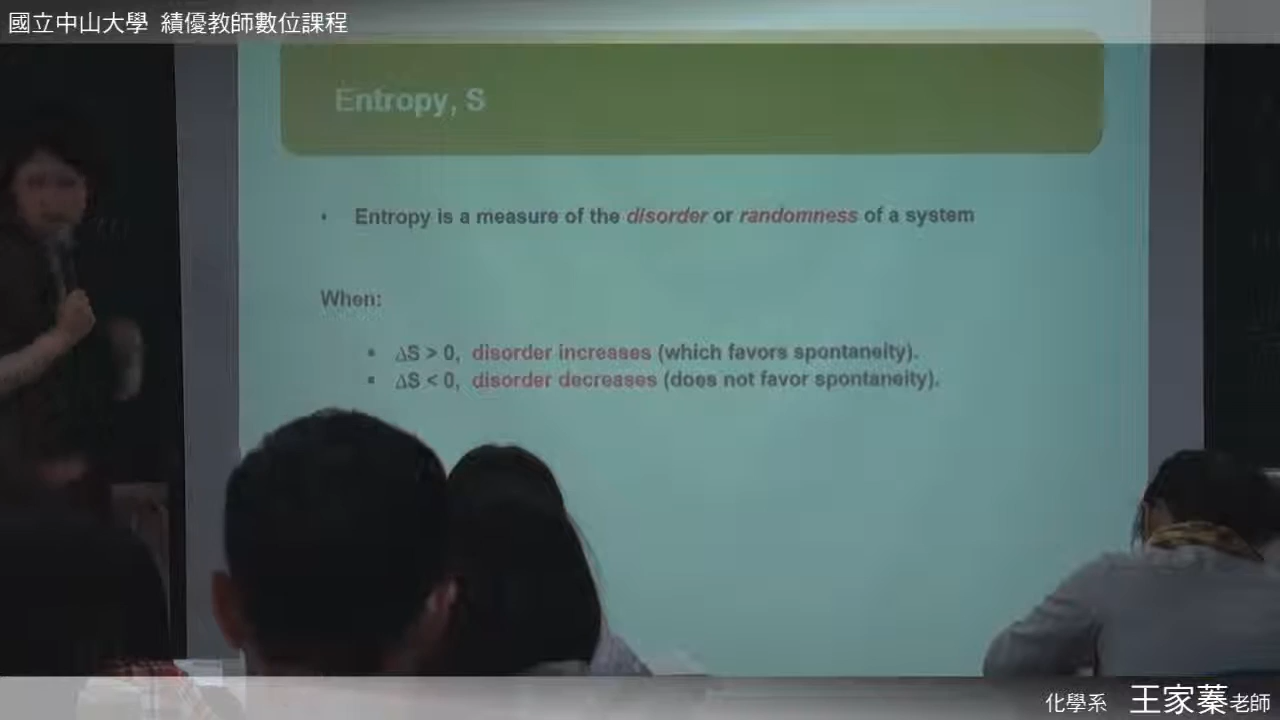 國立中山大學 績優教師數位課程
Entropy, S
• Entropy is a measure of the disorder or randomness of a system
When:
▪ ΔS > 0, disorder increases (which favors spontaneity).
▪ ΔS < 0, disorder decreases (does not favor spontaneity).
化學系 王家蓁老師